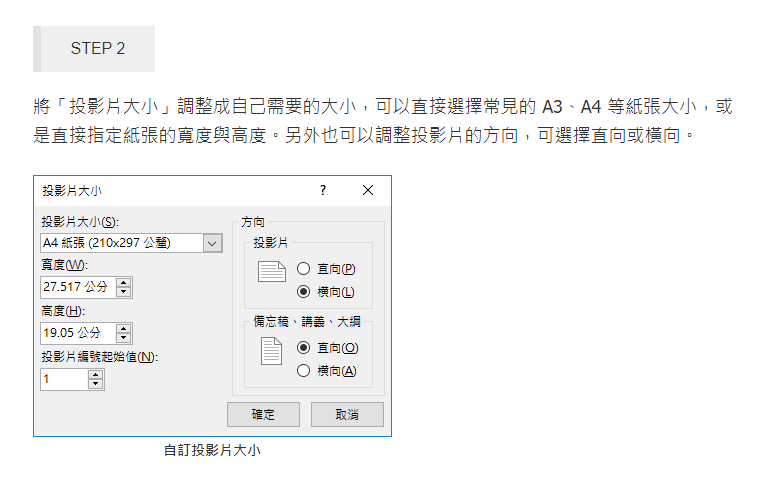 STEP 2
將「投影片大小」調整成自己需要的大小，可以直接選擇常見的 A3、A4 等紙張大小，或
是直接指定紙張的寬度與高度。另外也可以調整投影片的方向，可選擇直向或橫向。
投影片大小
?
投影片大小(S):
A4 紙張 (210x297 公釐)
寬度(W):
27.517 公分
高度(H):
19.05 公分
投影片編號起始值(N):
1
方向
投影片
直向(P)
橫向(L)
備忘稿、講義、大綱
直向(O)
橫向(A)
確定
取消
自訂投影片大小